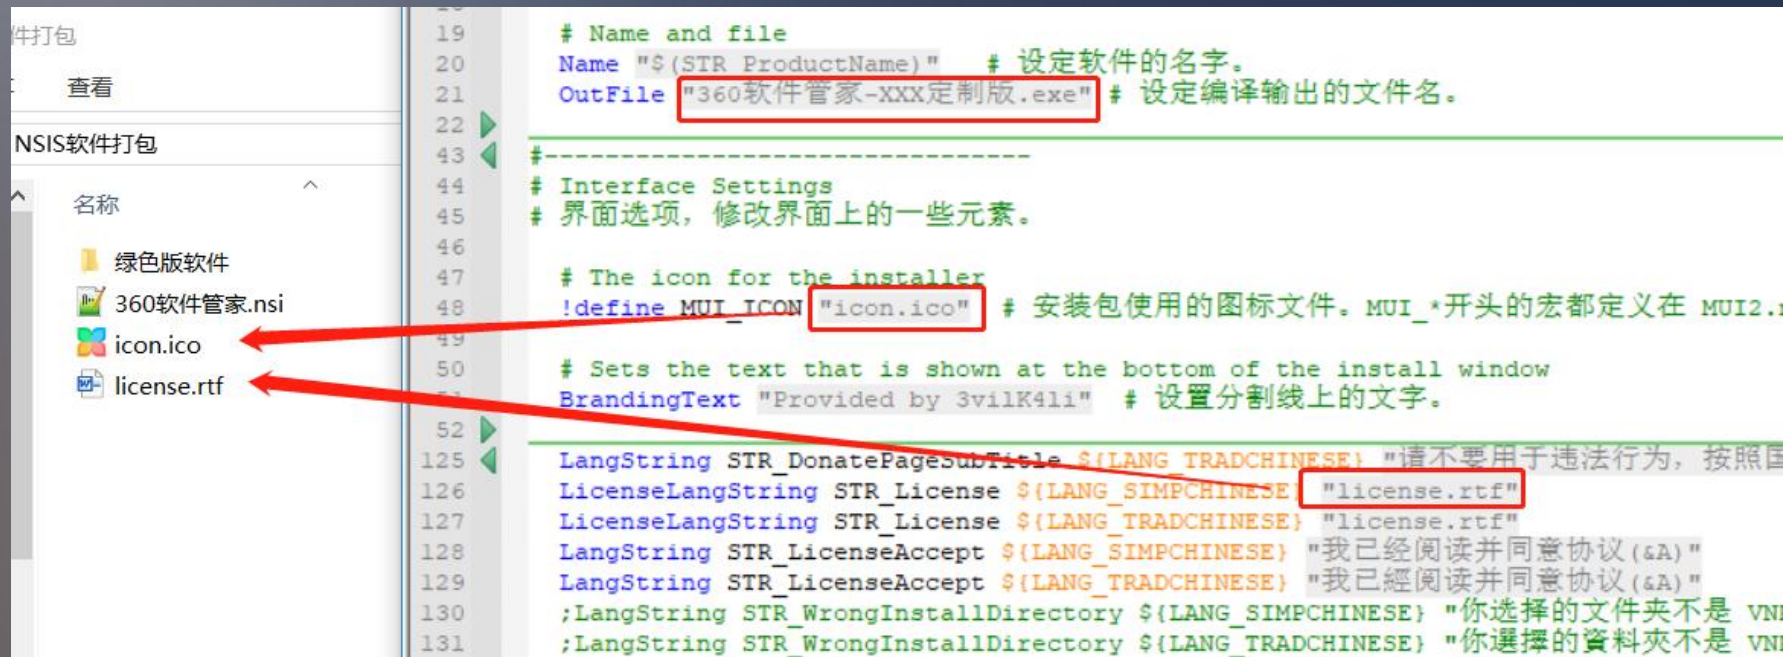 件打包
查看
NSIS软件打包
名称
绿色版软件
360软件管家.nsi
icon.ico
license.rtf
19 # Name and file
20 Name "$(STR_ProductName)" # 设定软件的名字。
21 OutFile "360软件管家-XXX定制版.exe" # 设定编译输出的文件名。
22
43 #--------------------------------
44 # Interface Settings
45 # 界面选项，修改界面上的一些元素。
46
47 # The icon for the installer
48 !define MUI_ICON "icon.ico" # 安装包使用的图标文件。MUI_*开头的宏都定义在 MUI2.
49
50 # Sets the text that is shown at the bottom of the install window
51 BrandingText "Provided by 3vilK4li" # 设置分割线上的文字。
52
125 LangString STR_DonatePageSubTitle ${LANG_TRADCHINESE} "请不要用于违法行为，按照国
126 LicenseLangString STR_License ${LANG_SIMPCHINESE} "license.rtf"
127 LicenseLangString STR_License ${LANG_TRADCHINESE} "license.rtf"
128 LangString STR_LicenseAccept ${LANG_SIMPCHINESE} "我已经阅读并同意协议(&A)"
129 LangString STR_LicenseAccept ${LANG_TRADCHINESE} "我已經阅读并同意协议(&A)"
130 ;LangString STR_WrongInstallDirectory ${LANG_SIMPCHINESE} "你选择的文件夹不是 VN
131 ;LangString STR_WrongInstallDirectory ${LANG_TRADCHINESE} "你選擇的資料夾不是 VN